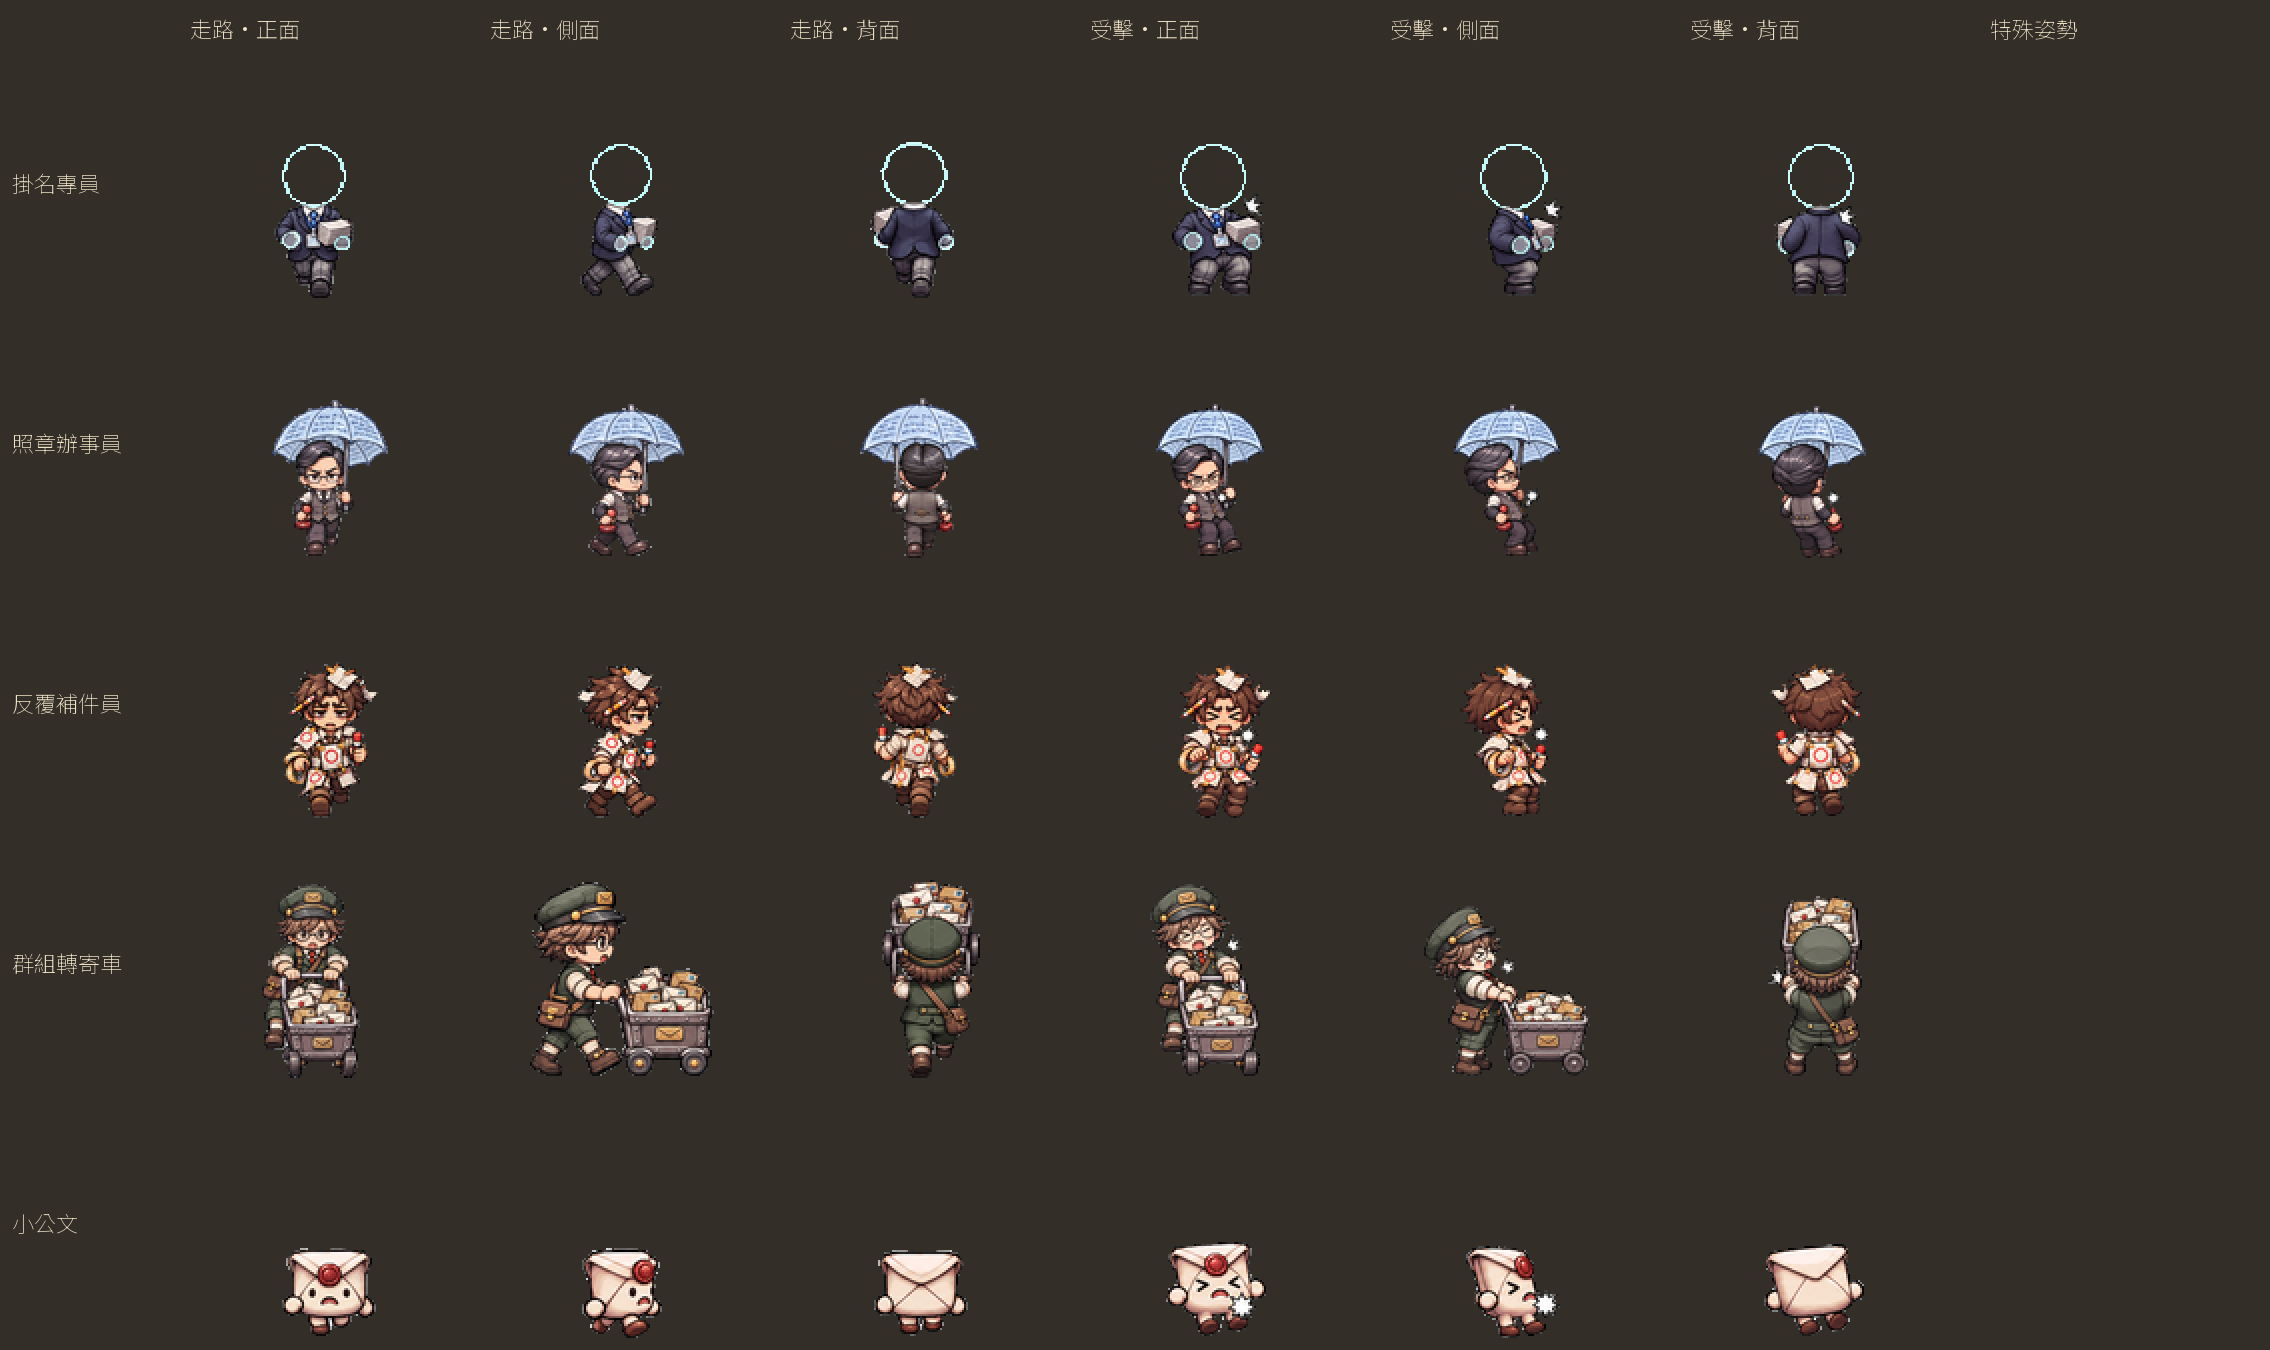 走路・正面
走路・側面
走路・背面
受擊・正面
受擊・側面
受擊・背面
特殊姿勢
掛名專員
照章辦事員
反覆補件員
群組轉寄車
小公文